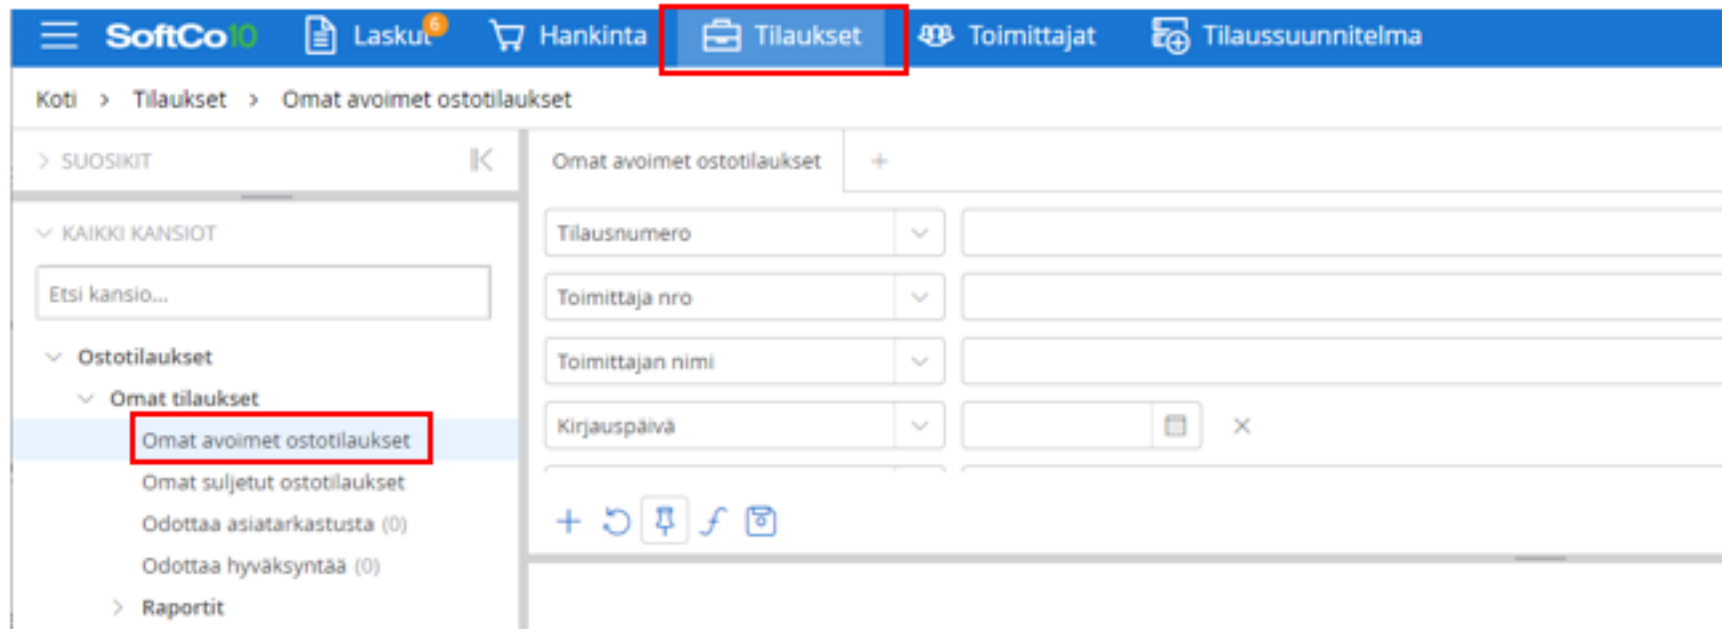 SoftCo10 Laskut 6 Hankinta Tilaukset Toimittajat Tilaussuunnitelma
Koti > Tilaukset > Omat avoimet ostotilaukset
> SUOSIKIT
Omat avoimet ostotilaukset +
KAIKKI KANSIOT
Etsi kansio...
Ostotilaukset
Omat tilaukset
Omat avoimet ostotilaukset
Omat suljetut ostotilaukset
Odottaa asiatarkastusta (0)
Odottaa hyväksyntää (0)
> Raportit
Tilausnumero
Toimittaja nro
Toimittajan nimi
Kirjauspäivä